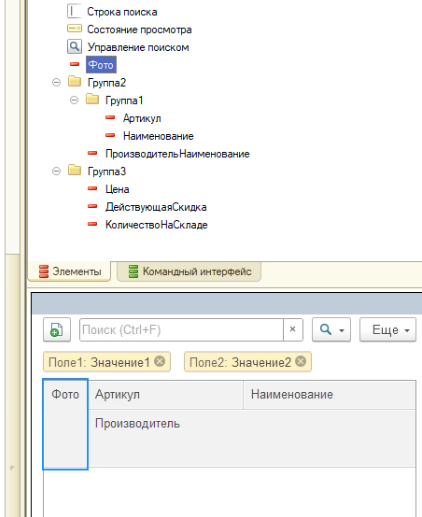 Строка поиска
Состояние просмотра
Управление поиском
Фото
Группа2
Группа1
Артикул
Наименование
ПроизводительНаименование
Группа3
Цена
ДействующаяСкидка
КоличествоНаСкладе
Элементы Командный интерфейс
Поиск (Ctrl+F) × Еще
Поле1: Значение1 Поле2: Значение2
Фото Артикул Наименование
Производитель